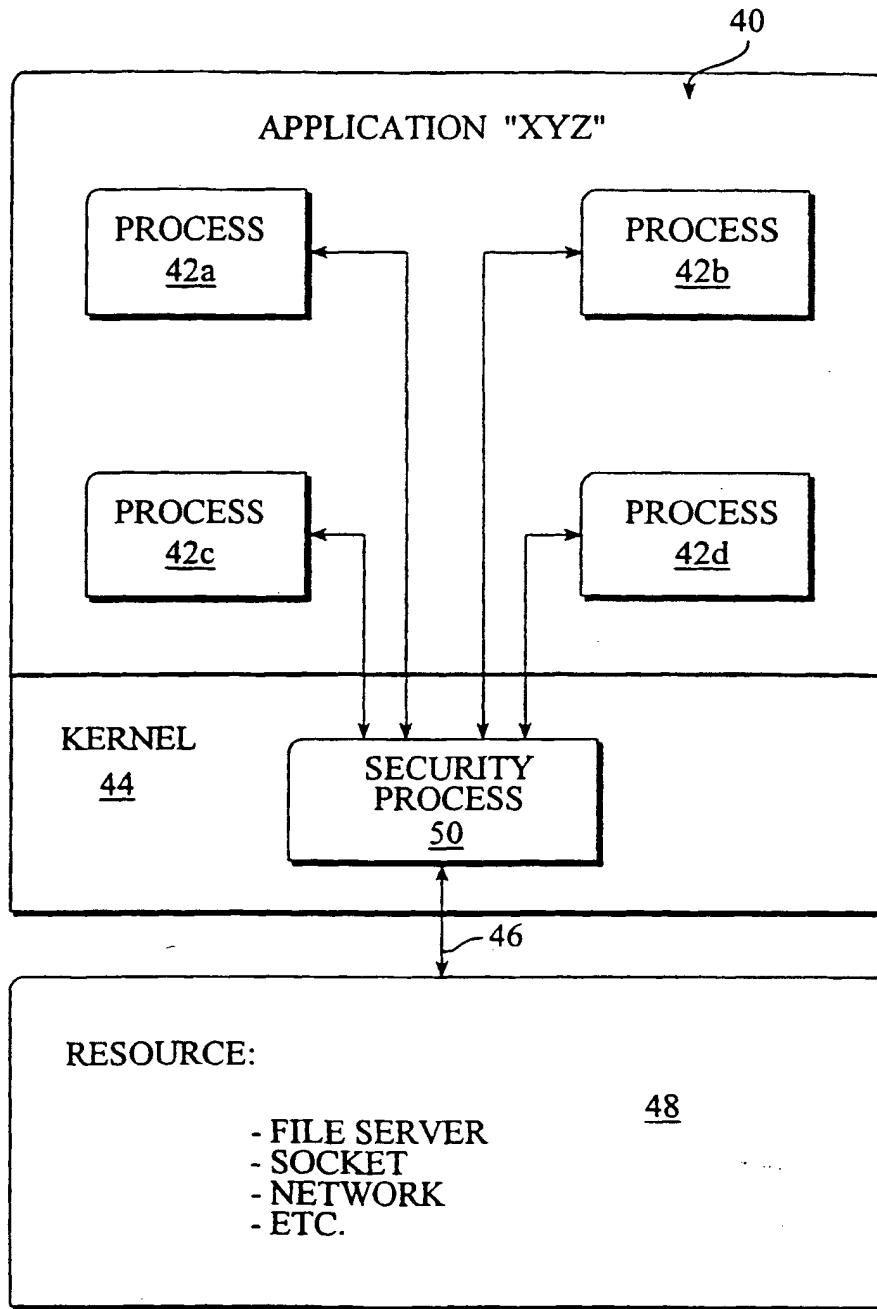 40
APPLICATION "XYZ"
PROCESS
42a
PROCESS
42b
PROCESS
42c
PROCESS
42d
KERNEL
44
SECURITY
PROCESS
50
46
RESOURCE:
48
- FILE SERVER
- SOCKET
- NETWORK
- ETC.